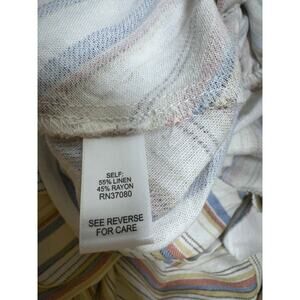 SELF:
55% LINEN
45% RAYON
RN37080
SEE REVERSE
FOR CARE